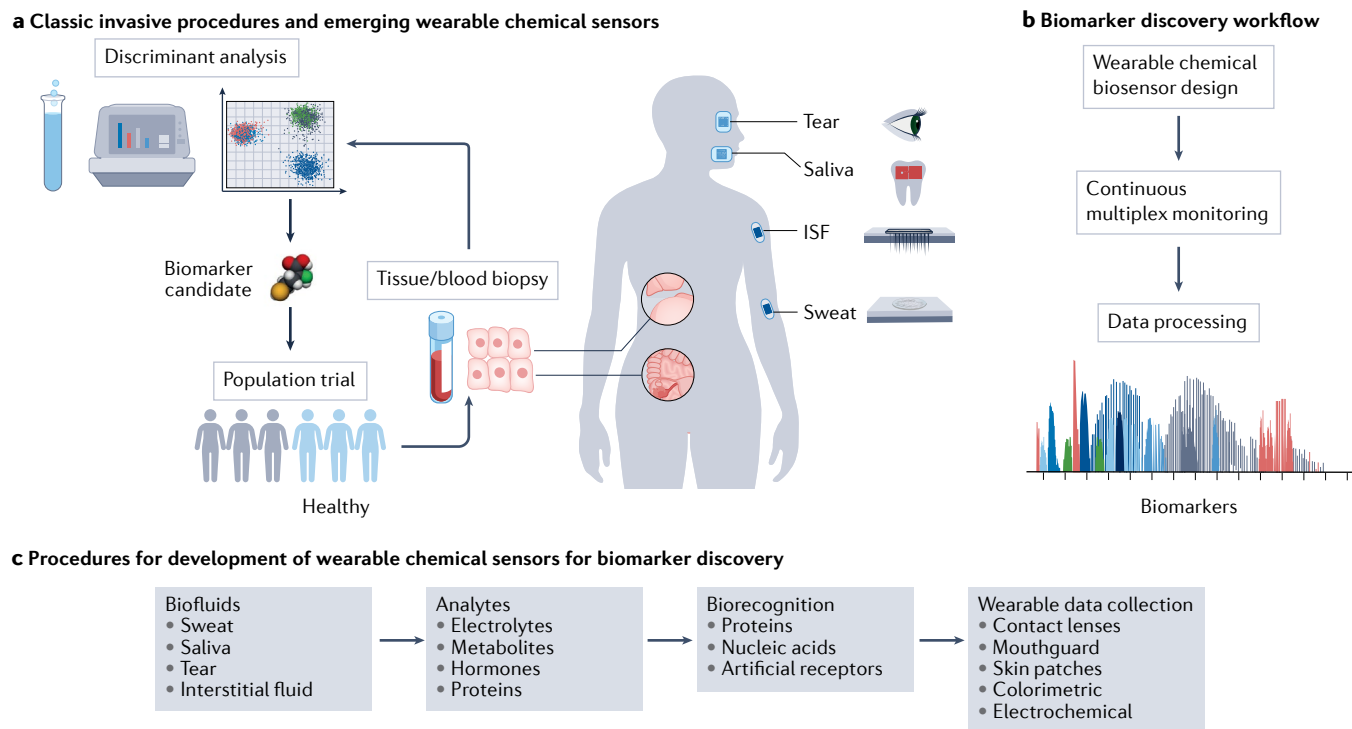 a Classic invasive procedures and emerging wearable chemical sensors
Discriminant analysis
Biomarker
candidate
Population trial
Healthy
Tissue/blood biopsy
Tear
Saliva
ISF
Sweat
b Biomarker discovery workflow
Wearable chemical
biosensor design
Continuous
multiplex monitoring
Data processing
Biomarkers
c Procedures for development of wearable chemical sensors for biomarker discovery
Biofluids
• Sweat
• Saliva
• Tear
• Interstitial fluid
Analytes
• Electrolytes
• Metabolites
• Hormones
• Proteins
Biorecognition
• Proteins
• Nucleic acids
• Artificial receptors
Wearable data collection
• Contact lenses
• Mouthguard
• Skin patches
• Colorimetric
• Electrochemical